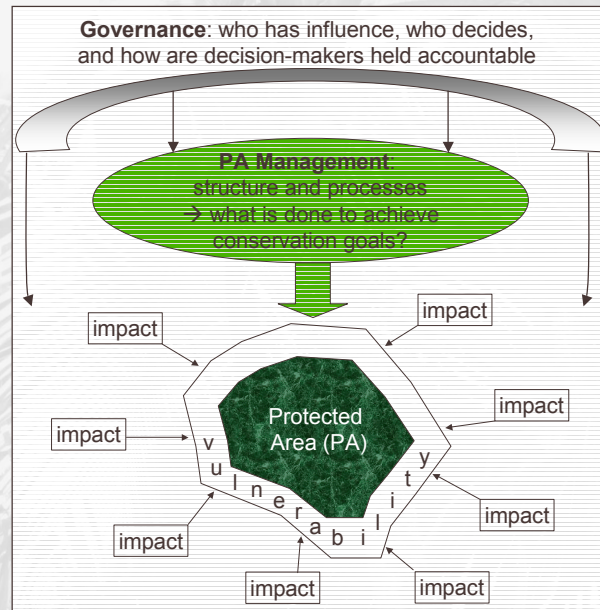 Governance: who has influence, who decides,
and how are decision-makers held accountable
PA Management:
structure and processes
→ what is done to achieve
conservation goals?
impact
impact
impact
impact
impact
impact
impact
impact
Protected
Area (PA)
vulnerability